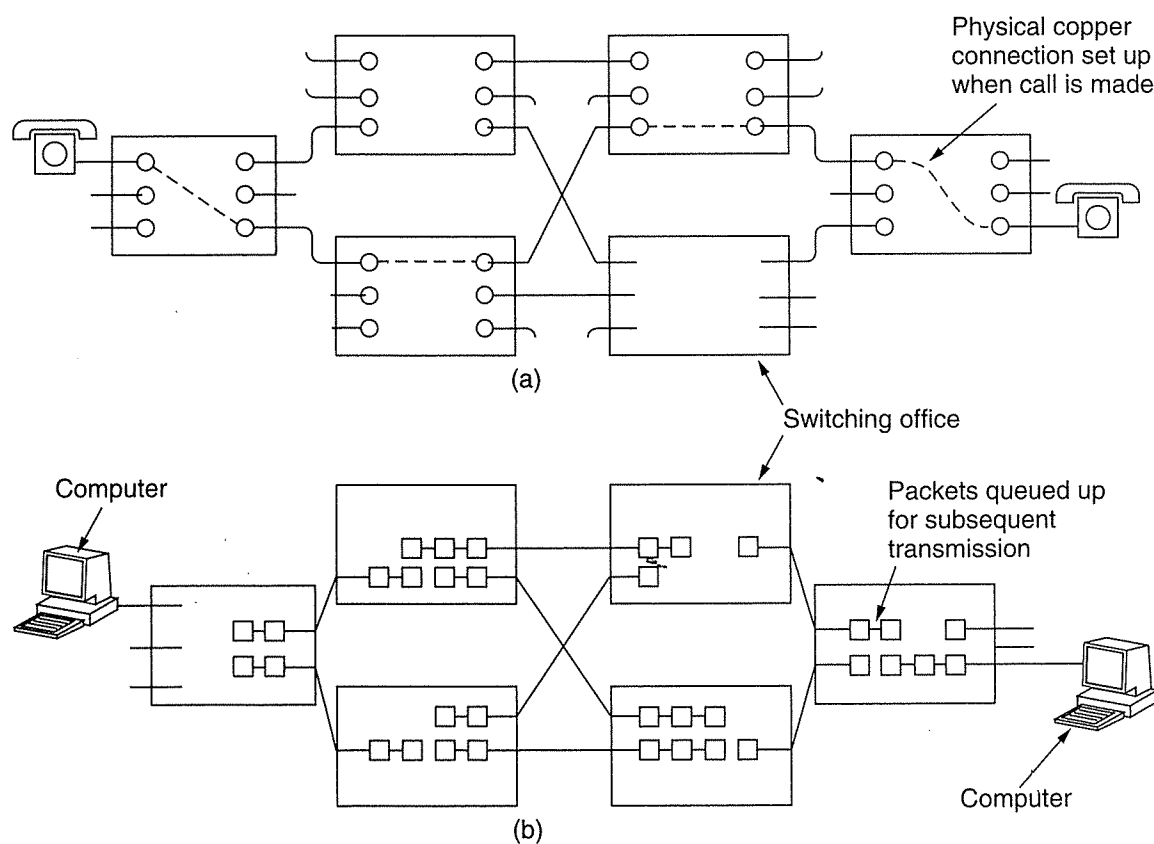 Physical copper
connection set up
when call is made
(a)
Switching office
Computer
Packets queued up
for subsequent
transmission
Computer
(b)